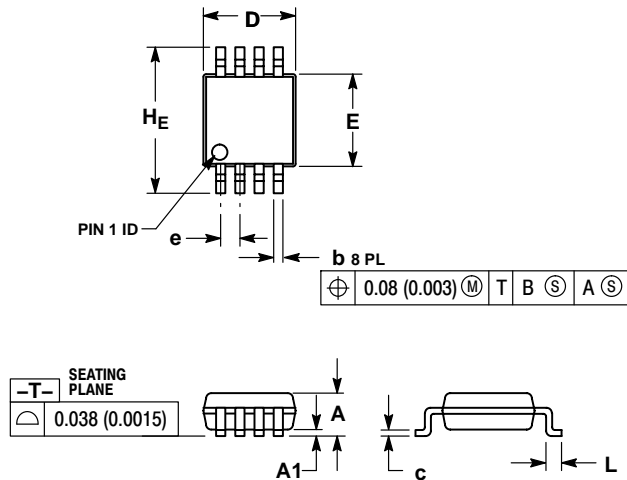 D
HE
E
PIN 1 ID
e
b 8 PL
⌖ 0.08 (0.003) Ⓜ T B Ⓢ A Ⓢ
–T– SEATING
PLANE
⌓ 0.038 (0.0015)
A
A1
c
L